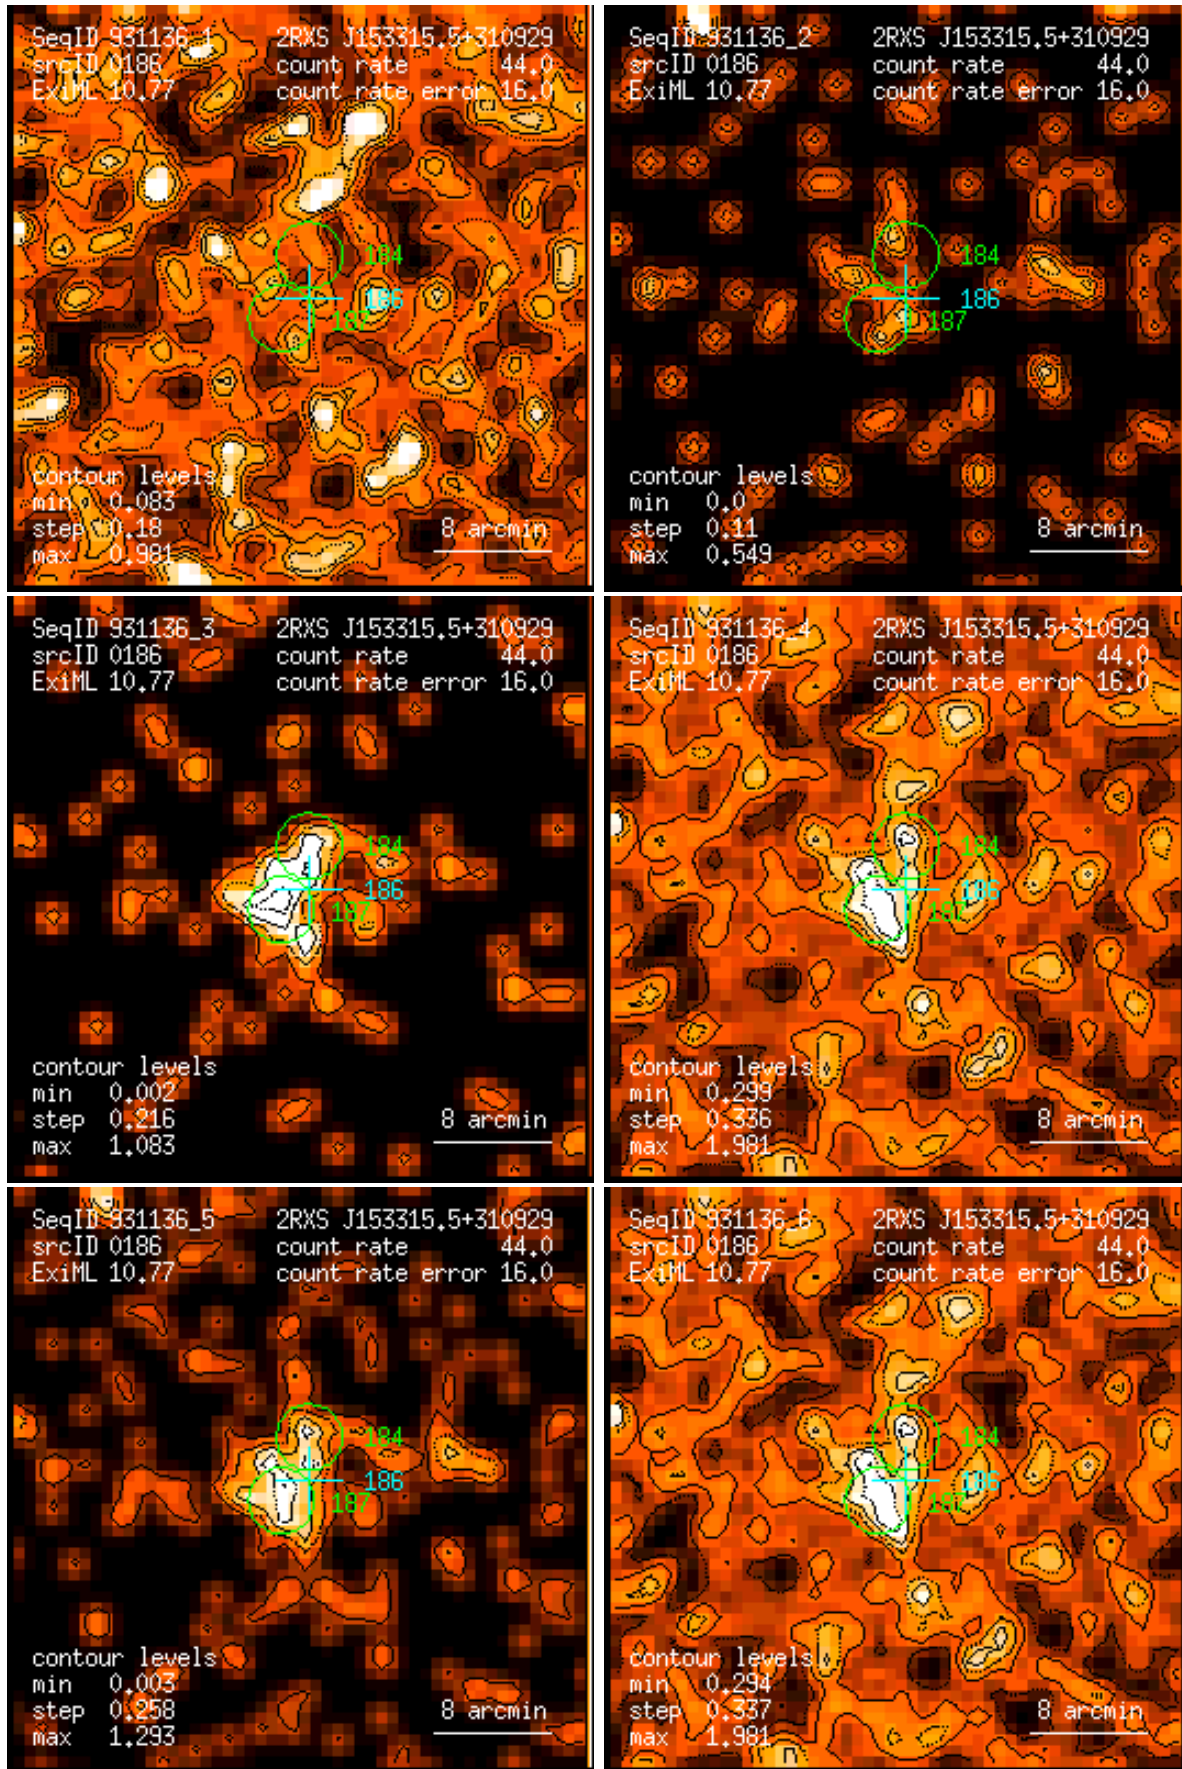 SeqID 931136_1 2RXS J153315.5+310929
srcID 0186 count rate 44.0
ExiML 10.77 count rate error 16.0
184
186
187
contour levels
min 0.083
step 0.18 8 arcmin
max 0.981
SeqID 931136_2 2RXS J153315.5+310929
srcID 0186 count rate 44.0
ExiML 10.77 count rate error 16.0
184
186
187
contour levels
min 0.0
step 0.11 8 arcmin
max 0.549
SeqID 931136_3 2RXS J153315.5+310929
srcID 0186 count rate 44.0
ExiML 10.77 count rate error 16.0
184
186
187
contour levels
min 0.002
step 0.216 8 arcmin
max 1.083
SeqID 931136_4 2RXS J153315.5+310929
srcID 0186 count rate 44.0
ExiML 10.77 count rate error 16.0
184
186
187
contour levels
min 0.299
step 0.336 8 arcmin
max 1.981
SeqID 931136_5 2RXS J153315.5+310929
srcID 0186 count rate 44.0
ExiML 10.77 count rate error 16.0
184
186
187
contour levels
min 0.003
step 0.258 8 arcmin
max 1.293
SeqID 931136_6 2RXS J153315.5+310929
srcID 0186 count rate 44.0
ExiML 10.77 count rate error 16.0
184
186
187
contour levels
min 0.294
step 0.337 8 arcmin
max 1.981